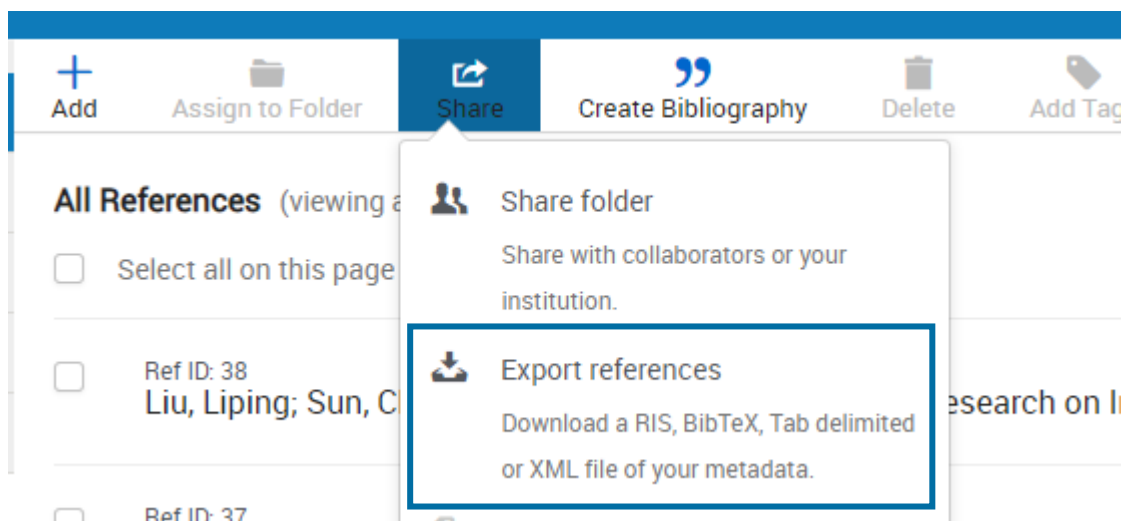 Add
Assign to Folder
Share
Create Bibliography
Delete
Add Tag
All References (viewing
Select all on this page
Share folder
Share with collaborators or your
institution.
Ref ID: 38
Liu, Liping; Sun,
Export references
Download a RIS, BibTeX, Tab delimited
or XML file of your metadata.
esearch on
Ref ID: 37